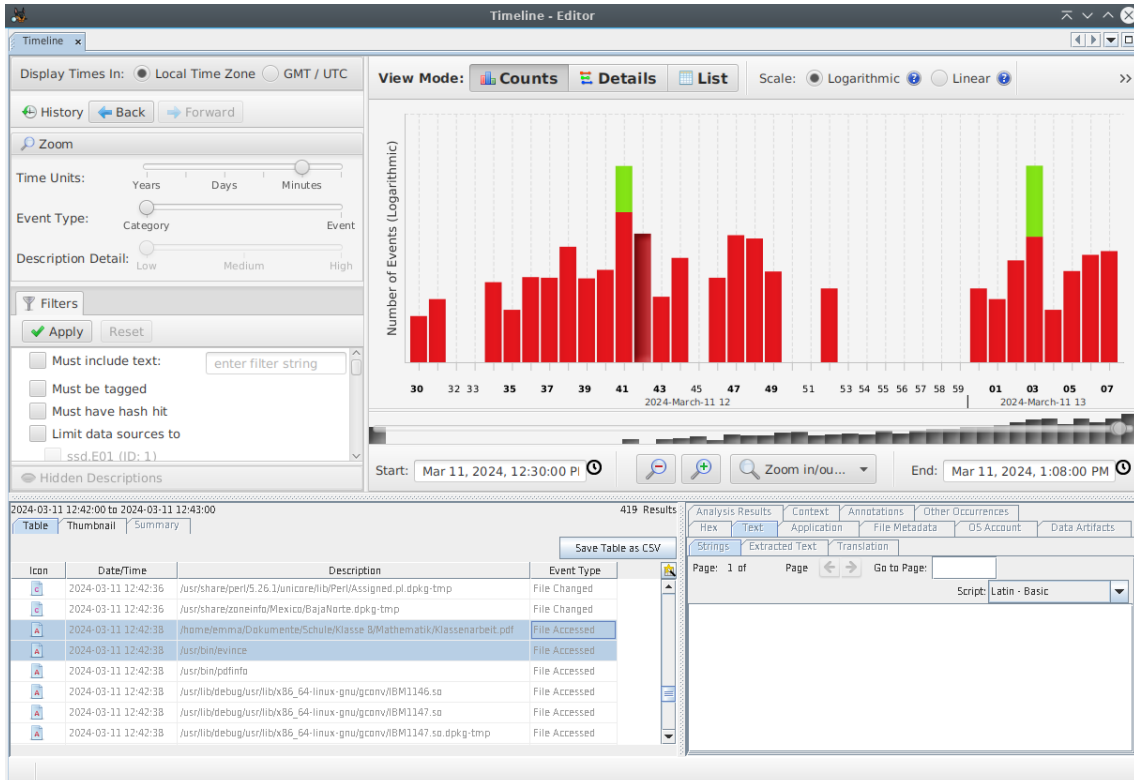 Timeline - Editor
Timeline x
Display Times In: Local Time Zone GMT / UTC
History Back Forward
Zoom
Time Units:
Years Days Minutes
Event Type:
Category Event
Description Detail:
Low Medium High
Filters
Apply Reset
Must include text: enter filter string
Must be tagged
Must have hash hit
Limit data sources to
ssd.E01 (ID: 1)
Hidden Descriptions
View Mode: Counts Details List Scale: Logarithmic ? Linear ? >>
Number of Events (Logarithmic)
30 32 33 35 37 39 41 43 45 47 49 51 53 54 55 56 57 58 59 01 03 05 07
2024-March-11 12 2024-March-11 13
Start: Mar 11, 2024, 12:30:00 PM Zoom in/ou... End: Mar 11, 2024, 1:08:00 PM
2024-03-11 12:42:00 to 2024-03-11 12:43:00 419 Results
Table Thumbnail Summary
Save Table as CSV
Icon Date/Time Description Event Type
C 2024-03-11 12:42:36 /usr/share/perl/5.26.1/unicore/lib/Perl/Assigned.pl.dpkg-tmp File Changed
C 2024-03-11 12:42:36 /usr/share/zoneinfo/Mexico/BajaNorte.dpkg-tmp File Changed
A 2024-03-11 12:42:38 /home/emma/Dokumente/Schule/Klasse 8/Mathematik/Klassenarbeit.pdf File Accessed
A 2024-03-11 12:42:38 /usr/bin/evince File Accessed
A 2024-03-11 12:42:38 /usr/bin/pdfinfo File Accessed
A 2024-03-11 12:42:38 /usr/lib/debug/usr/lib/x86_64-linux-gnu/gconv/IBM1146.so File Accessed
A 2024-03-11 12:42:38 /usr/lib/debug/usr/lib/x86_64-linux-gnu/gconv/IBM1147.so File Accessed
A 2024-03-11 12:42:38 /usr/lib/debug/usr/lib/x86_64-linux-gnu/gconv/IBM1147.so.dpkg-tmp File Accessed
Analysis Results Context Annotations Other Occurrences
Hex Text Application File Metadata OS Account Data Artifacts
Strings Extracted Text Translation
Page: 1 of Page Go to Page:
Script: Latin - Basic